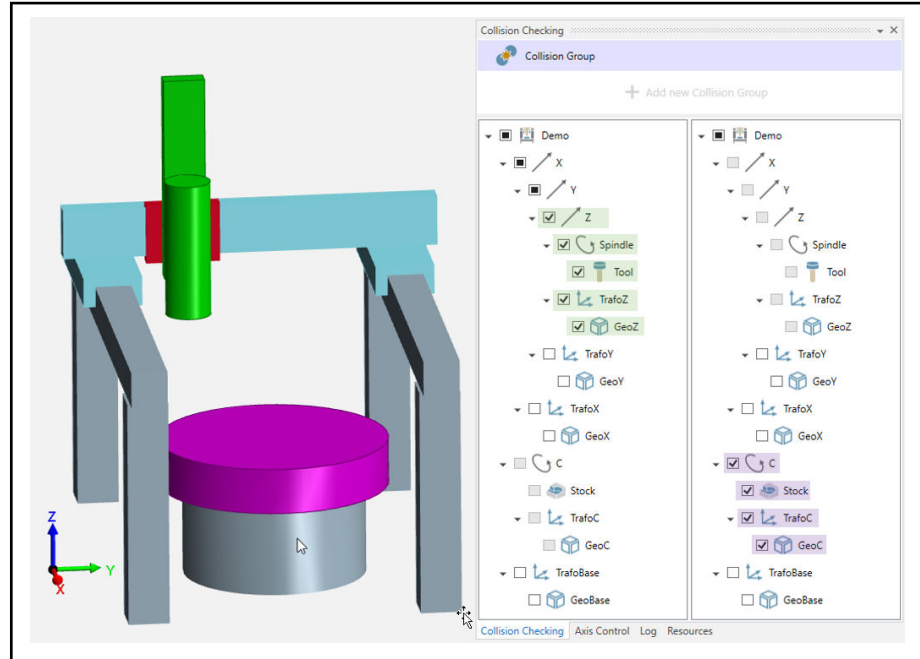 Collision Checking
Collision Group
Add new Collision Group
Demo
X
Y
Z
Spindle
Tool
TrafoZ
GeoZ
TrafoY
GeoY
TrafoX
GeoX
C
Stock
TrafoC
GeoC
TrafoBase
GeoBase
Demo
X
Y
Z
Spindle
Tool
TrafoZ
GeoZ
TrafoY
GeoY
TrafoX
GeoX
C
Stock
TrafoC
GeoC
TrafoBase
GeoBase
Z
Y
X
Collision Checking Axis Control Log Resources